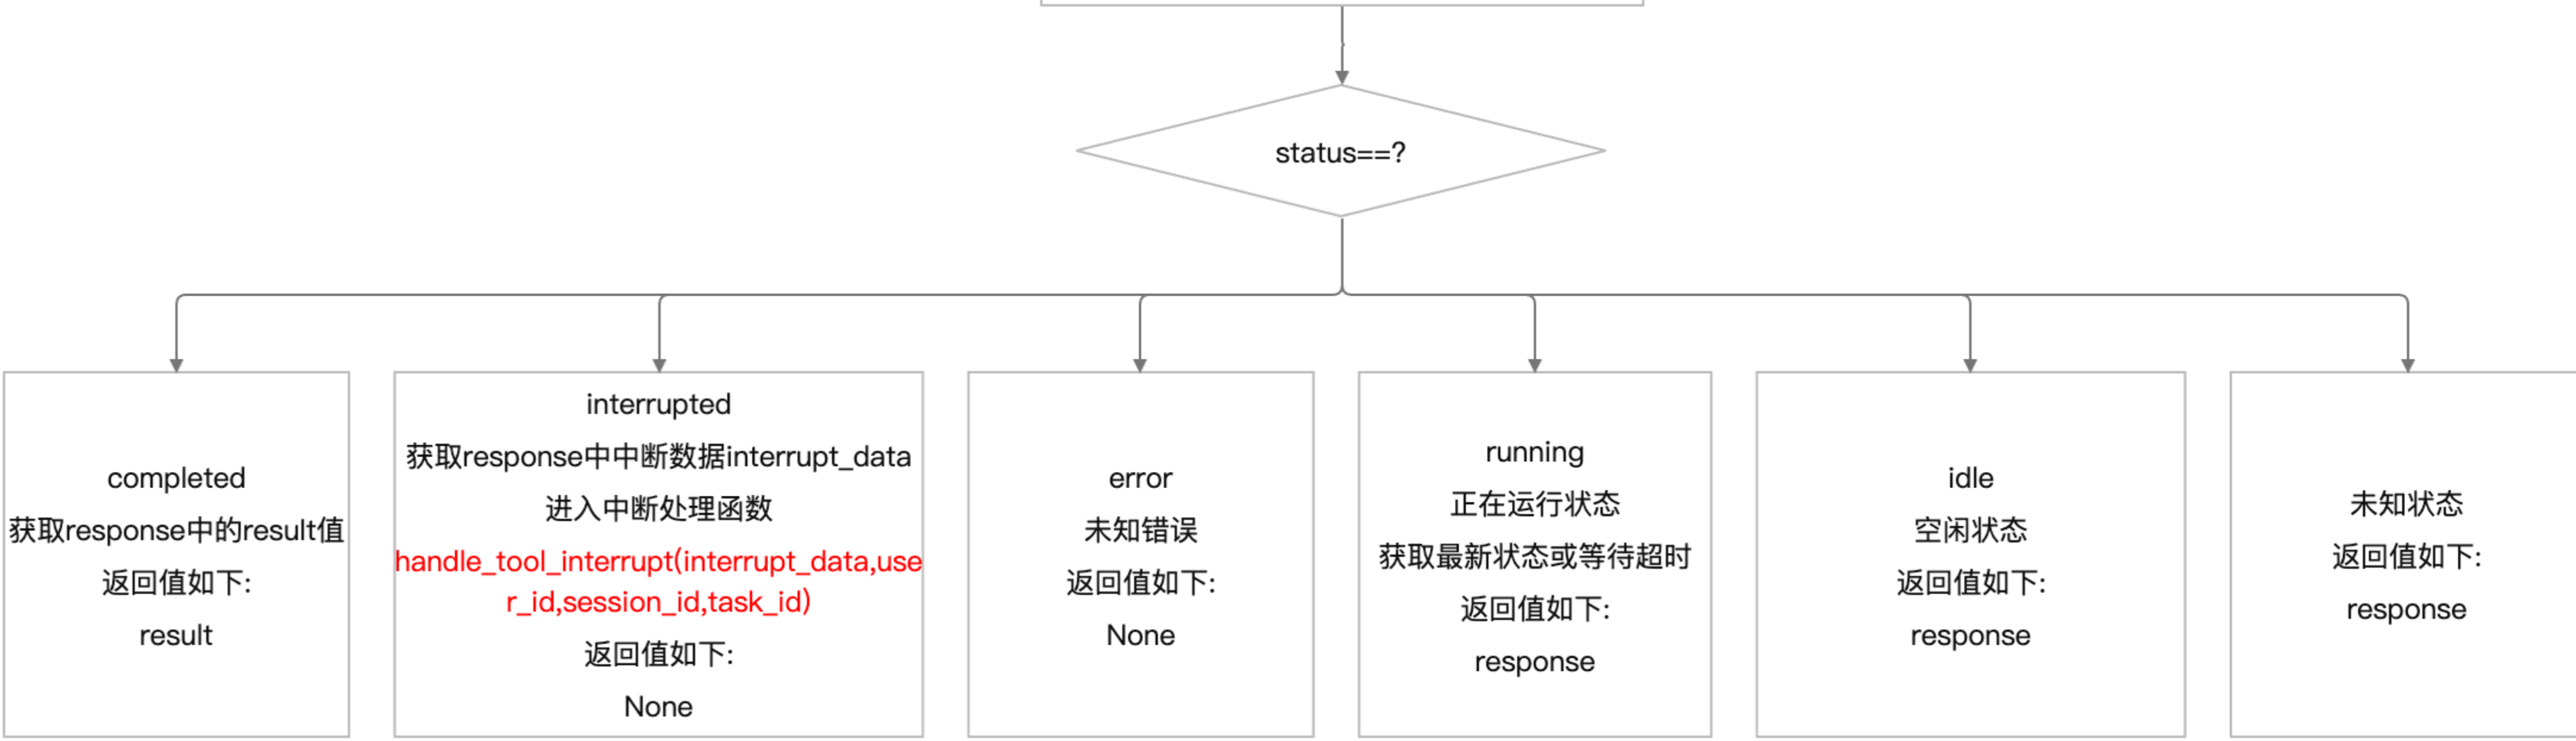 status==?
completed
获取response中的result值
返回值如下:
result
interrupted
获取response中中断数据interrupt_data
进入中断处理函数
handle_tool_interrupt(interrupt_data,use
r_id,session_id,task_id)
返回值如下:
None
error
未知错误
返回值如下:
None
running
正在运行状态
获取最新状态或等待超时
返回值如下:
response
idle
空闲状态
返回值如下:
response
未知状态
返回值如下:
response